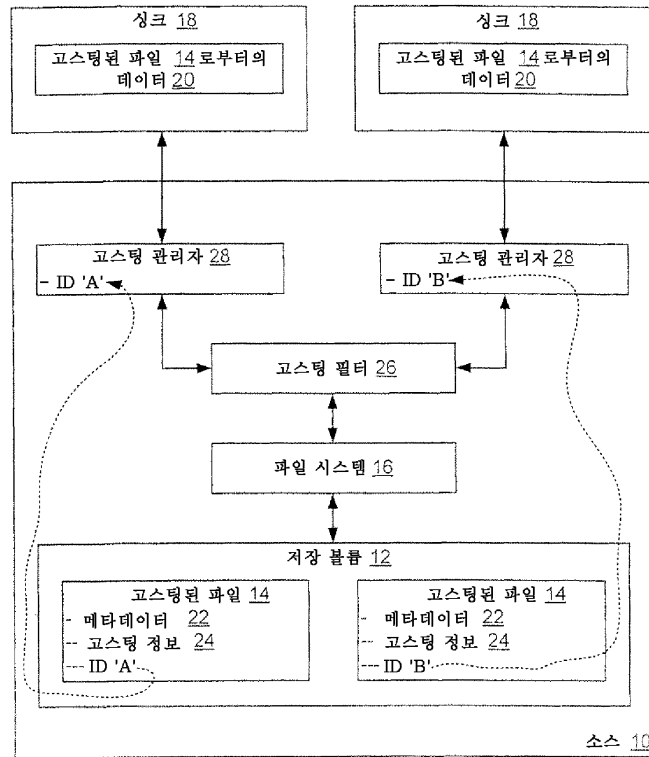 싱크 18
고스팅된 파일 14로부터의
데이터 20
싱크 18
고스팅된 파일 14로부터의
데이터 20
고스팅 관리자 28
- ID 'A'
고스팅 관리자 28
- ID 'B'
고스팅 필터 26
파일 시스템 16
저장 볼륨 12
고스팅된 파일 14
- 메타데이터 22
-- 고스팅 정보 24
--- ID 'A'
고스팅된 파일 14
- 메타데이터 22
-- 고스팅 정보 24
--- ID 'B'
소스 10